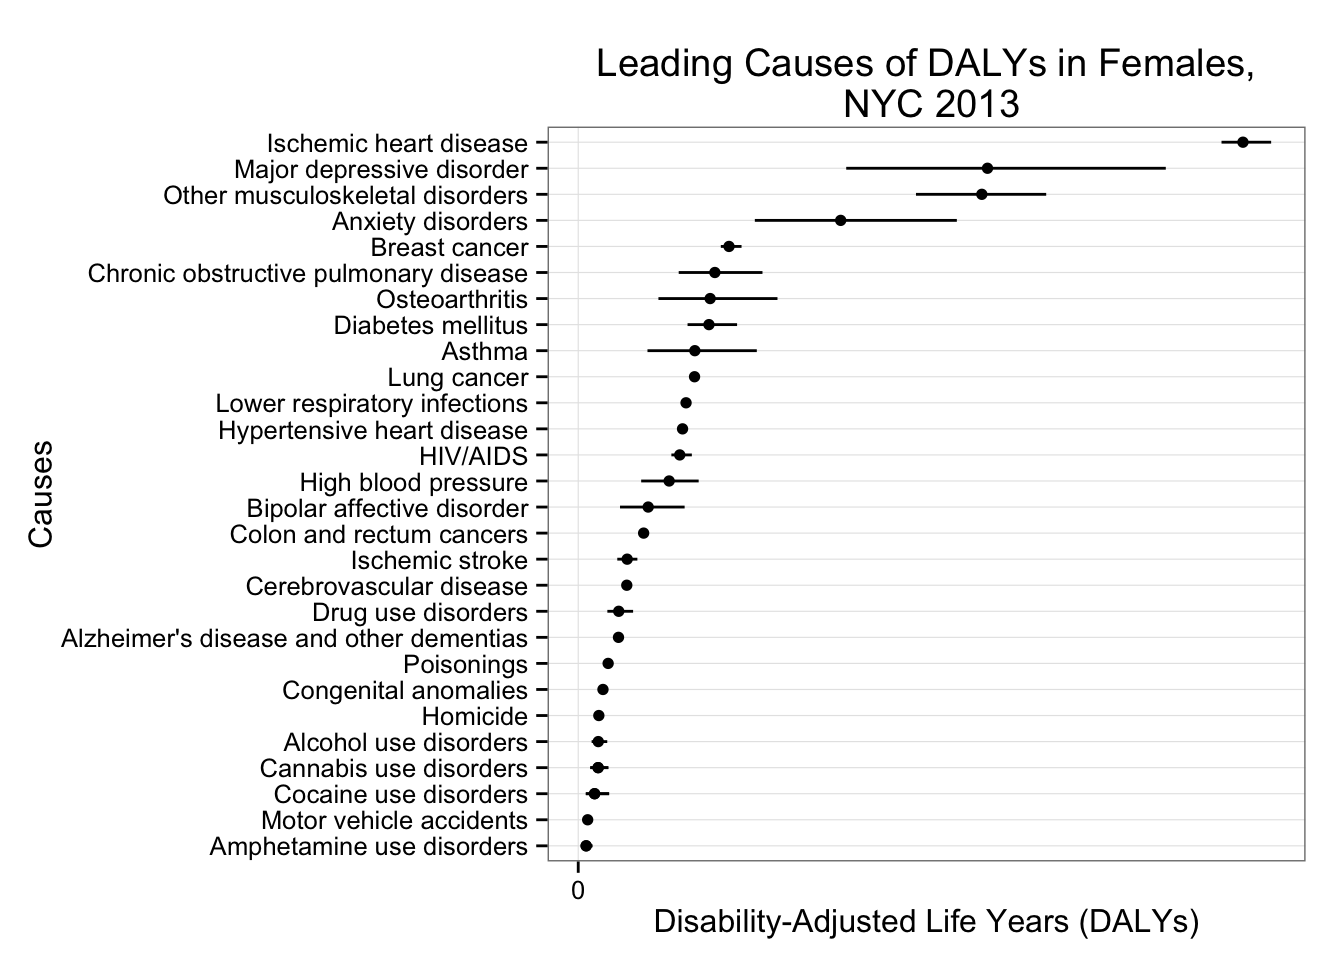 Leading Causes of DALYs in Females,
NYC 2013
Causes
Ischemic heart disease
Major depressive disorder
Other musculoskeletal disorders
Anxiety disorders
Breast cancer
Chronic obstructive pulmonary disease
Osteoarthritis
Diabetes mellitus
Asthma
Lung cancer
Lower respiratory infections
Hypertensive heart disease
HIV/AIDS
High blood pressure
Bipolar affective disorder
Colon and rectum cancers
Ischemic stroke
Cerebrovascular disease
Drug use disorders
Alzheimer's disease and other dementias
Poisonings
Congenital anomalies
Homicide
Alcohol use disorders
Cannabis use disorders
Cocaine use disorders
Motor vehicle accidents
Amphetamine use disorders
0
Disability-Adjusted Life Years (DALYs)